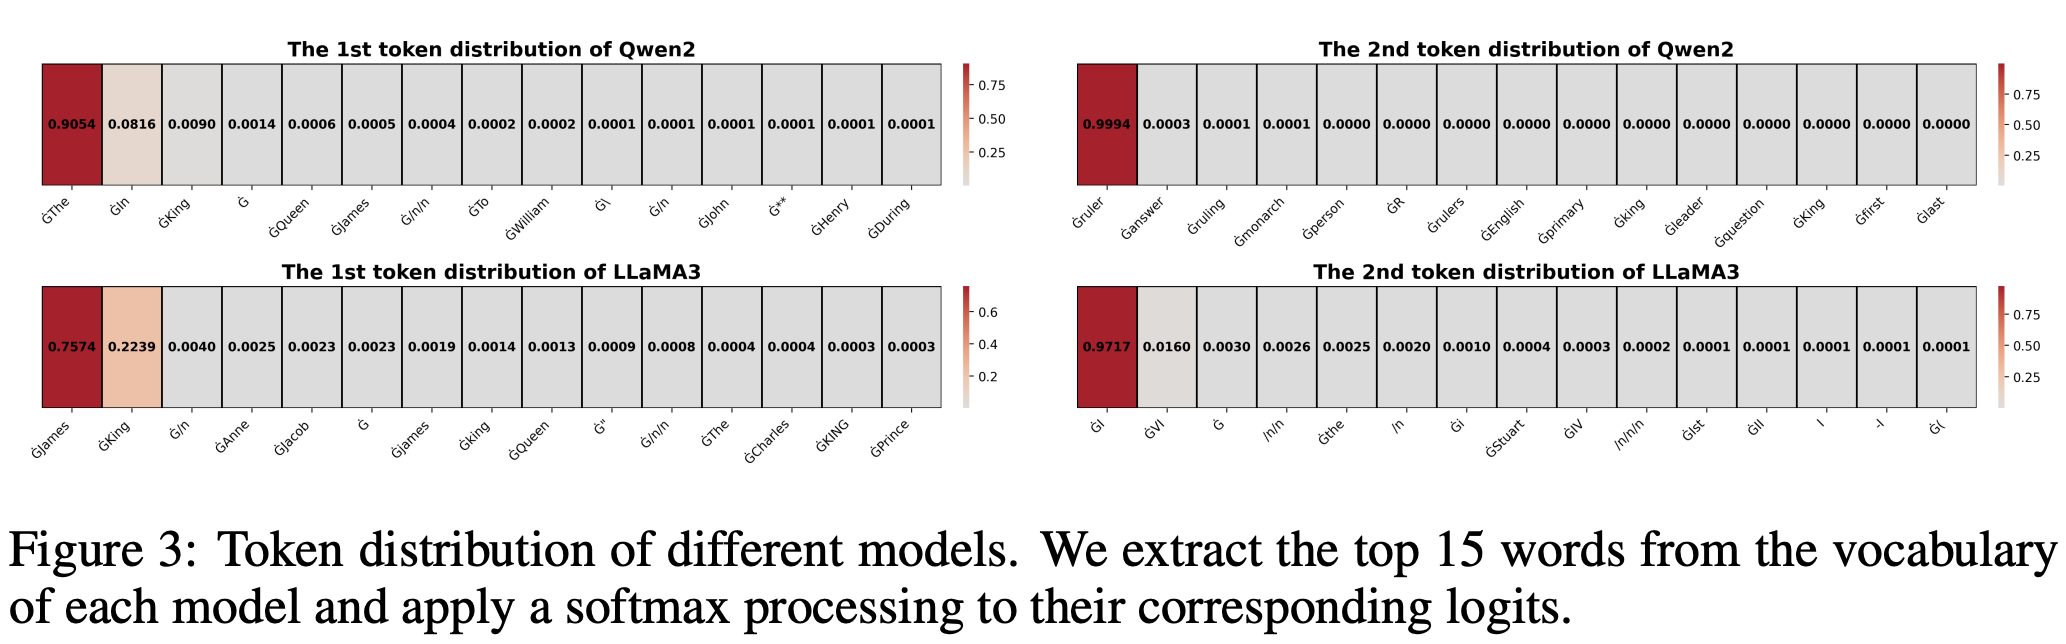 The 1st token distribution of Qwen2
0.9054 0.0816 0.0090 0.0014 0.0006 0.0005 0.0004 0.0002 0.0002 0.0001 0.0001 0.0001 0.0001 0.0001 0.0001
ĠThe ĠIn ĠKing Ġ ĠQueen ĠJames Ġ/n/n ĠTo ĠWilliam Ġ\ Ġ/n ĠJohn Ġ** ĠHenry ĠDuring
0.75
0.50
0.25
The 2nd token distribution of Qwen2
0.9994 0.0003 0.0001 0.0001 0.0000 0.0000 0.0000 0.0000 0.0000 0.0000 0.0000 0.0000 0.0000 0.0000 0.0000
Ġruler Ġanswer Ġruling Ġmonarch Ġperson ĠR Ġrulers ĠEnglish Ġprimary Ġking Ġleader Ġquestion ĠKing Ġfirst Ġlast
0.75
0.50
0.25
The 1st token distribution of LLaMA3
0.7574 0.2239 0.0040 0.0025 0.0023 0.0023 0.0019 0.0014 0.0013 0.0009 0.0008 0.0004 0.0004 0.0003 0.0003
ĠJames ĠKing Ġ/n ĠAnne ĠJacob Ġ Ġjames Ġking ĠQueen Ġ" Ġ/n/n ĠThe ĠCharles ĠKING ĠPrince
0.6
0.4
0.2
The 2nd token distribution of LLaMA3
0.9717 0.0160 0.0030 0.0026 0.0025 0.0020 0.0010 0.0004 0.0003 0.0002 0.0001 0.0001 0.0001 0.0001 0.0001
ĠI ĠVI Ġ /n/n Ġthe /n Ġi ĠStuart ĠIV /n/n/n ĠIst ĠII I -I Ġ(
0.75
0.50
0.25
Figure 3: Token distribution of different models. We extract the top 15 words from the vocabulary
of each model and apply a softmax processing to their corresponding logits.